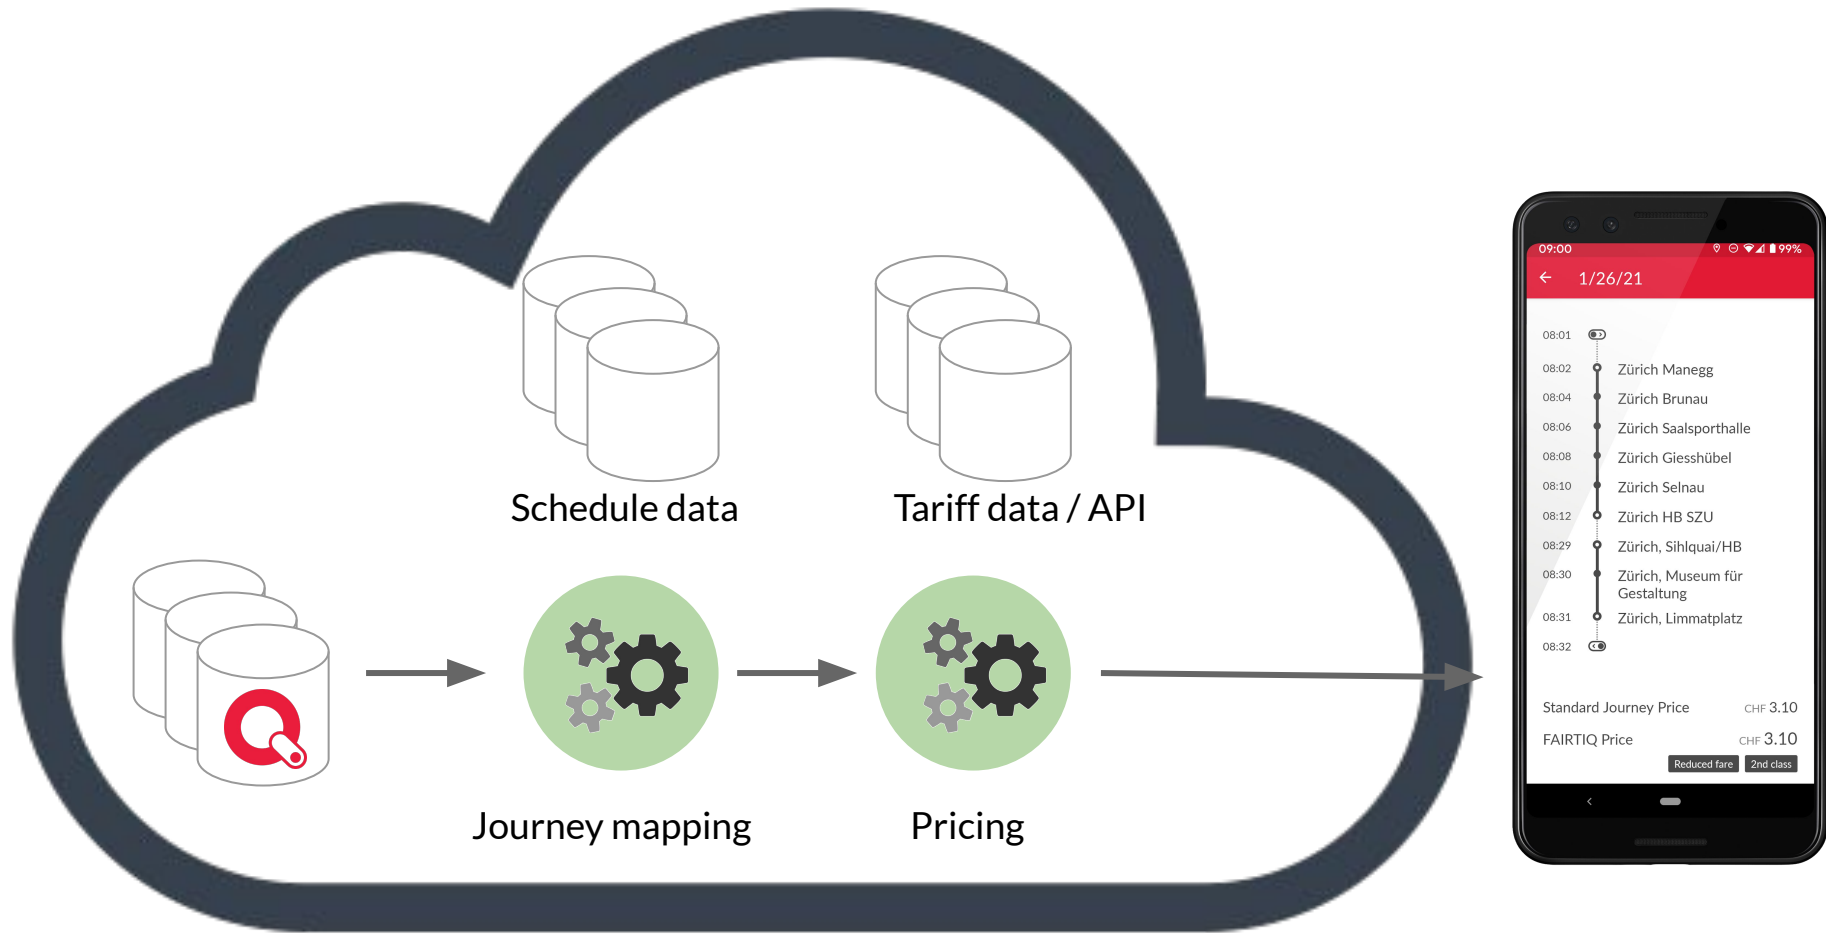 Schedule data
Tariff data / API
Journey mapping
Pricing
09:00 99%
1/26/21
08:01
08:02 Zürich Manegg
08:04 Zürich Brunau
08:06 Zürich Saalsporthalle
08:08 Zürich Giesshübel
08:10 Zürich Selnau
08:12 Zürich HB SZU
08:29 Zürich, Sihlquai/HB
08:30 Zürich, Museum für
Gestaltung
08:31 Zürich, Limmatplatz
08:32
Standard Journey Price CHF 3.10
FAIRTIQ Price CHF 3.10
Reduced fare 2nd class